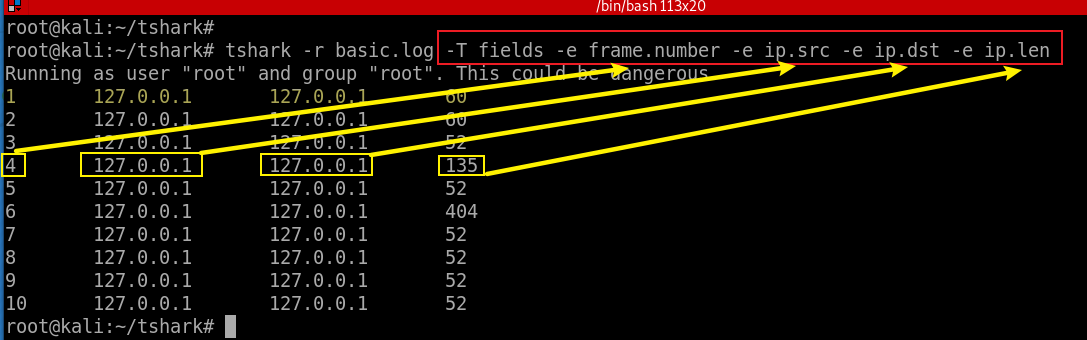 /bin/bash 113x20
root@kali:~/tshark#
root@kali:~/tshark# tshark -r basic.log -T fields -e frame.number -e ip.src -e ip.dst -e ip.len
Running as user "root" and group "root". This could be dangerous.
1 127.0.0.1 127.0.0.1 60
2 127.0.0.1 127.0.0.1 60
3 127.0.0.1 127.0.0.1 52
4 127.0.0.1 127.0.0.1 135
5 127.0.0.1 127.0.0.1 52
6 127.0.0.1 127.0.0.1 404
7 127.0.0.1 127.0.0.1 52
8 127.0.0.1 127.0.0.1 52
9 127.0.0.1 127.0.0.1 52
10 127.0.0.1 127.0.0.1 52
root@kali:~/tshark#